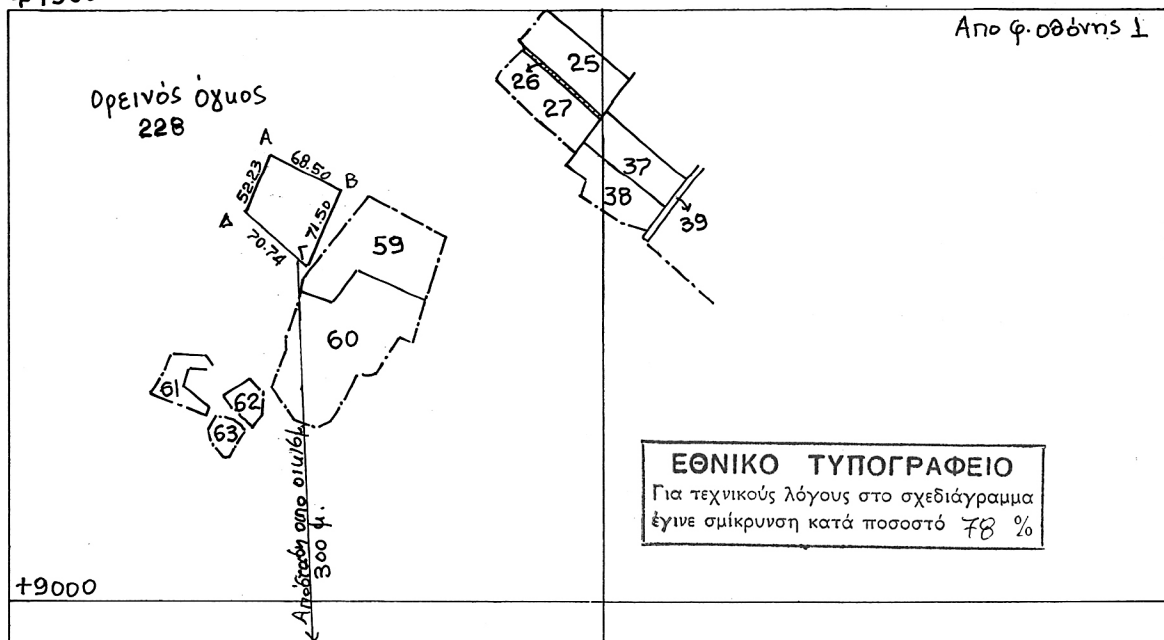 Απο φ. οθόνης 1
25
26
27
37
38
39
Ορεινός όγκος
228
Α
68.50
Β
52.23
71.50
Δ
70.74
Γ
59
60
61
62
63
Απόσταση απο οικισμ
300 μ.
ΕΘΝΙΚΟ ΤΥΠΟΓΡΑΦΕΙΟ
Για τεχνικούς λόγους στο σχεδιάγραμμα
έγινε σμίκρυνση κατά ποσοστό 78 %
+9000